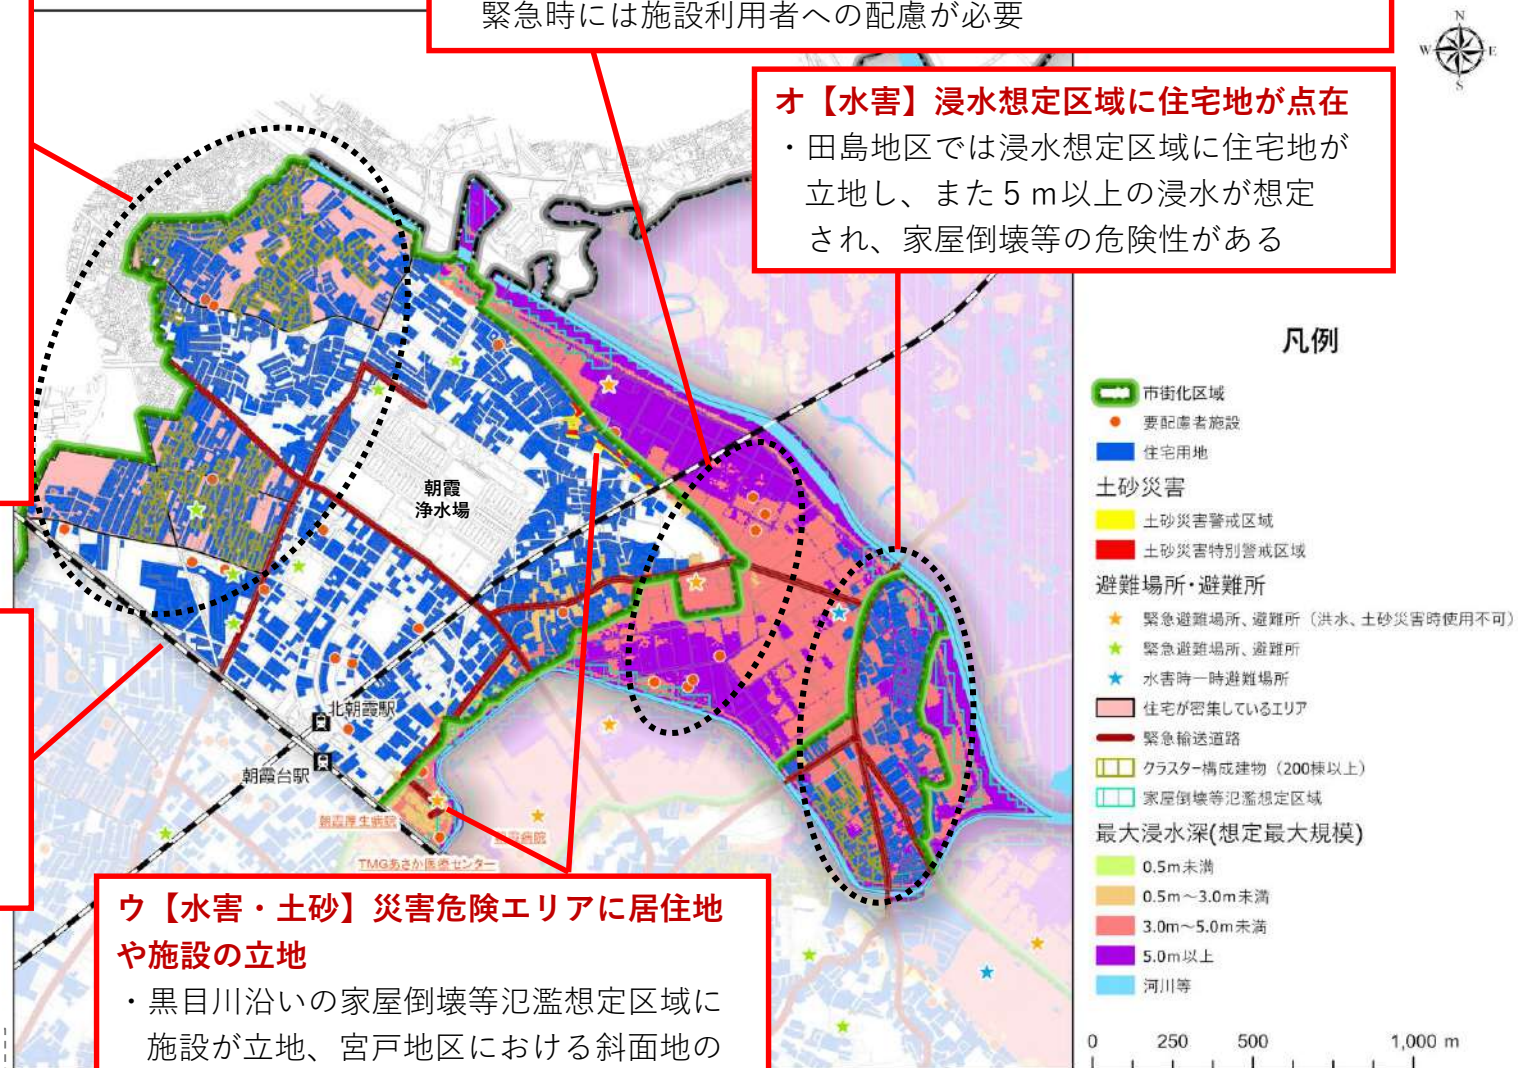 緊急時には施設利用者への配慮が必要
N
W
E
S
オ【水害】浸水想定区域に住宅地が点在
・田島地区では浸水想定区域に住宅地が
立地し、また５ｍ以上の浸水が想定
され、家屋倒壊等の危険性がある
凡例
市街化区域
要配慮者施設
住宅用地
土砂災害
土砂災害警戒区域
土砂災害特別警戒区域
避難場所・避難所
緊急避難場所、避難所（洪水、土砂災害時使用不可）
緊急避難場所、避難所
水害時一時避難場所
住宅が密集しているエリア
緊急輸送道路
クラスター構成建物（200棟以上）
家屋倒壊等氾濫想定区域
最大浸水深(想定最大規模)
0.5m未満
0.5m～3.0m未満
3.0m～5.0m未満
5.0m以上
河川等
0 250 500 1,000 m
朝霞
浄水場
北朝霞駅
朝霞台駅
朝霞厚生病院
TMGあさか医療センター
ウ【水害・土砂】災害危険エリアに居住地
や施設の立地
・黒目川沿いの家屋倒壊等氾濫想定区域に
施設が立地、宮戸地区における斜面地の